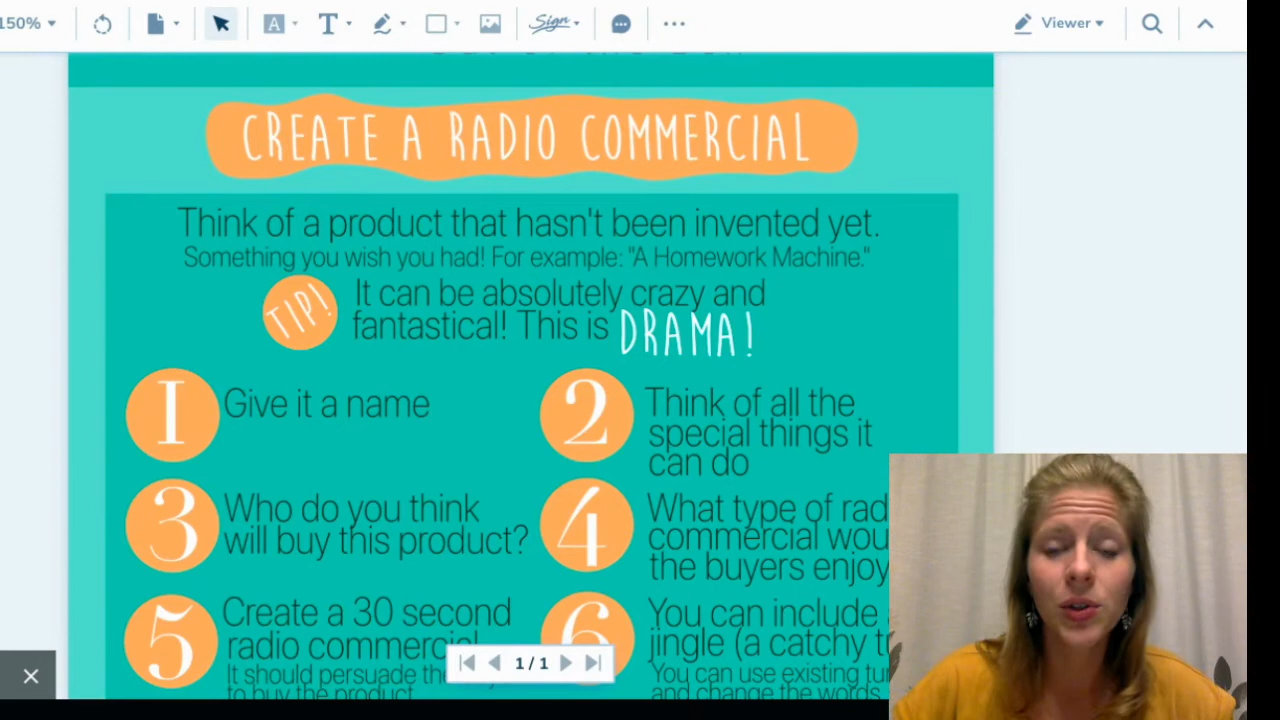 150%
Sign
Viewer
CREATE A RADIO COMMERCIAL
Think of a product that hasn't been invented yet.
Something you wish you had! For example: "A Homework Machine."
TIP!
It can be absolutely crazy and
fantastical! This is DRAMA!
1
Give it a name
2
Think of all the
special things it
can do
3
Who do you think
will buy this product?
4
What type of rad
commercial wou
the buyers enjoy
5
Create a 30 second
radio commercial
It should persuade the
to buy the product
6
You can include
jingle (a catchy
You can use existing
and change the words
1 / 1